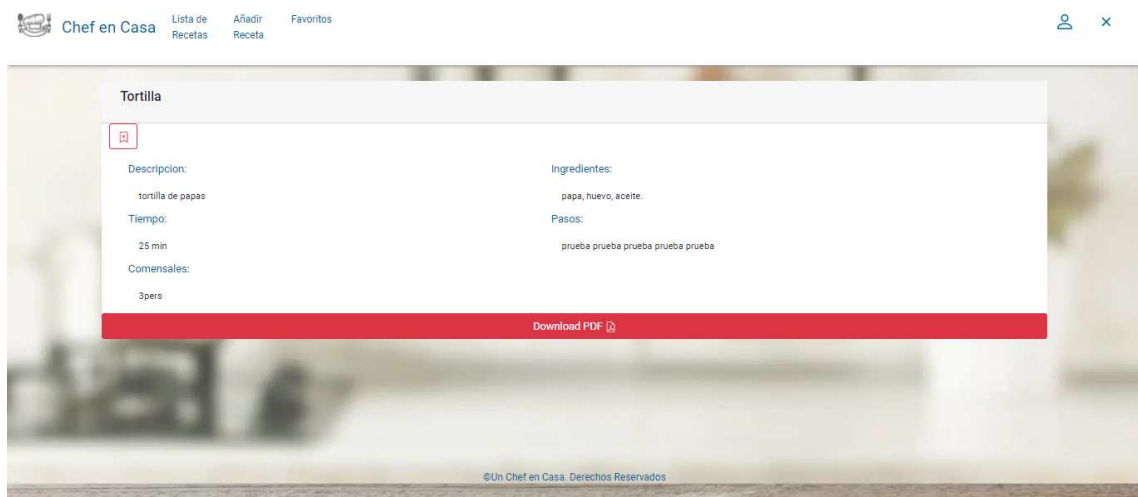 Chef en Casa
Lista de
Recetas
Añadir
Receta
Favoritos
Tortilla
Descripcion:
tortilla de papas
Tiempo:
25 min
Comensales:
3pers
Ingredientes:
papa, huevo, aceite.
Pasos:
prueba prueba prueba prueba prueba
Download PDF
©Un Chef en Casa. Derechos Reservados